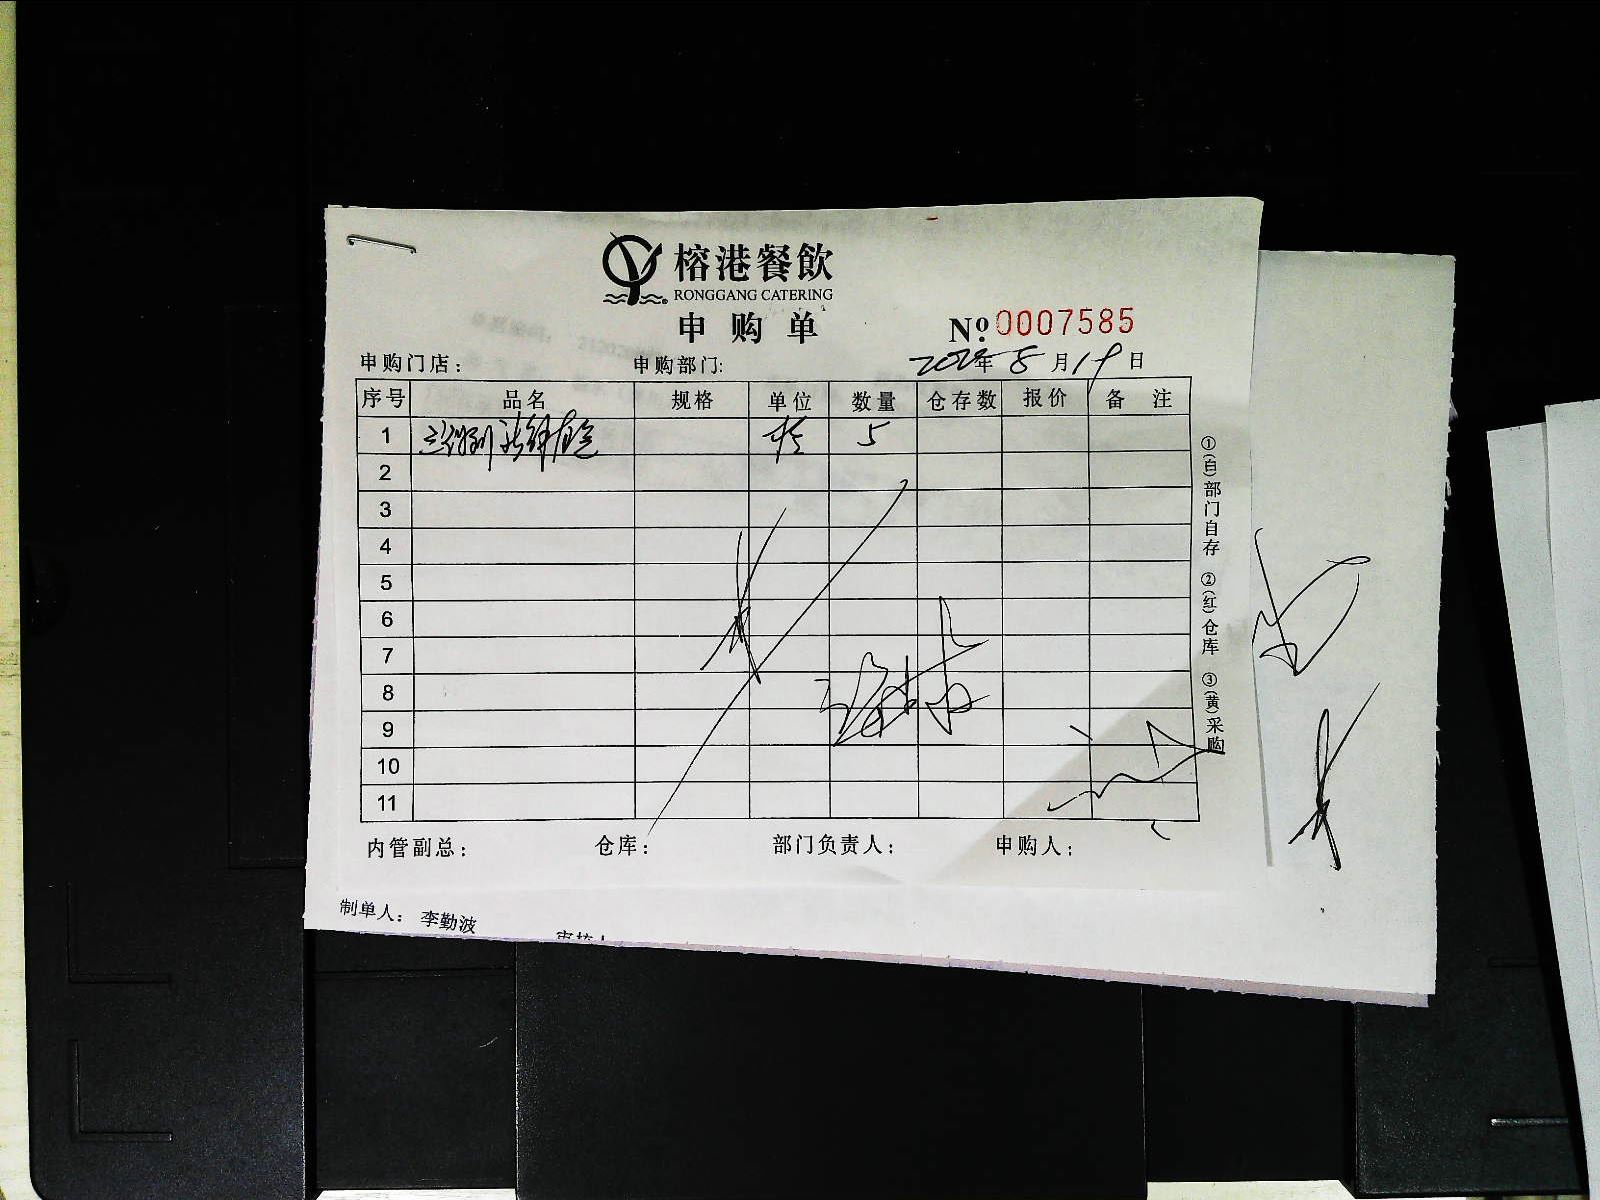 榕港餐飲
RONGGANG CATERING
申购单
№ 0007585
申购门店： 申购部门： 年 8 月 19 日
序号 品名 规格 单位 数量 仓存数 报价 备注
1 5
2
3
4
5
6
7
8
9
10
11
①(白)部门自存 ②(红)仓库 ③(黄)采购
内管副总： 仓库： 部门负责人： 申购人：
制单人： 李勤波